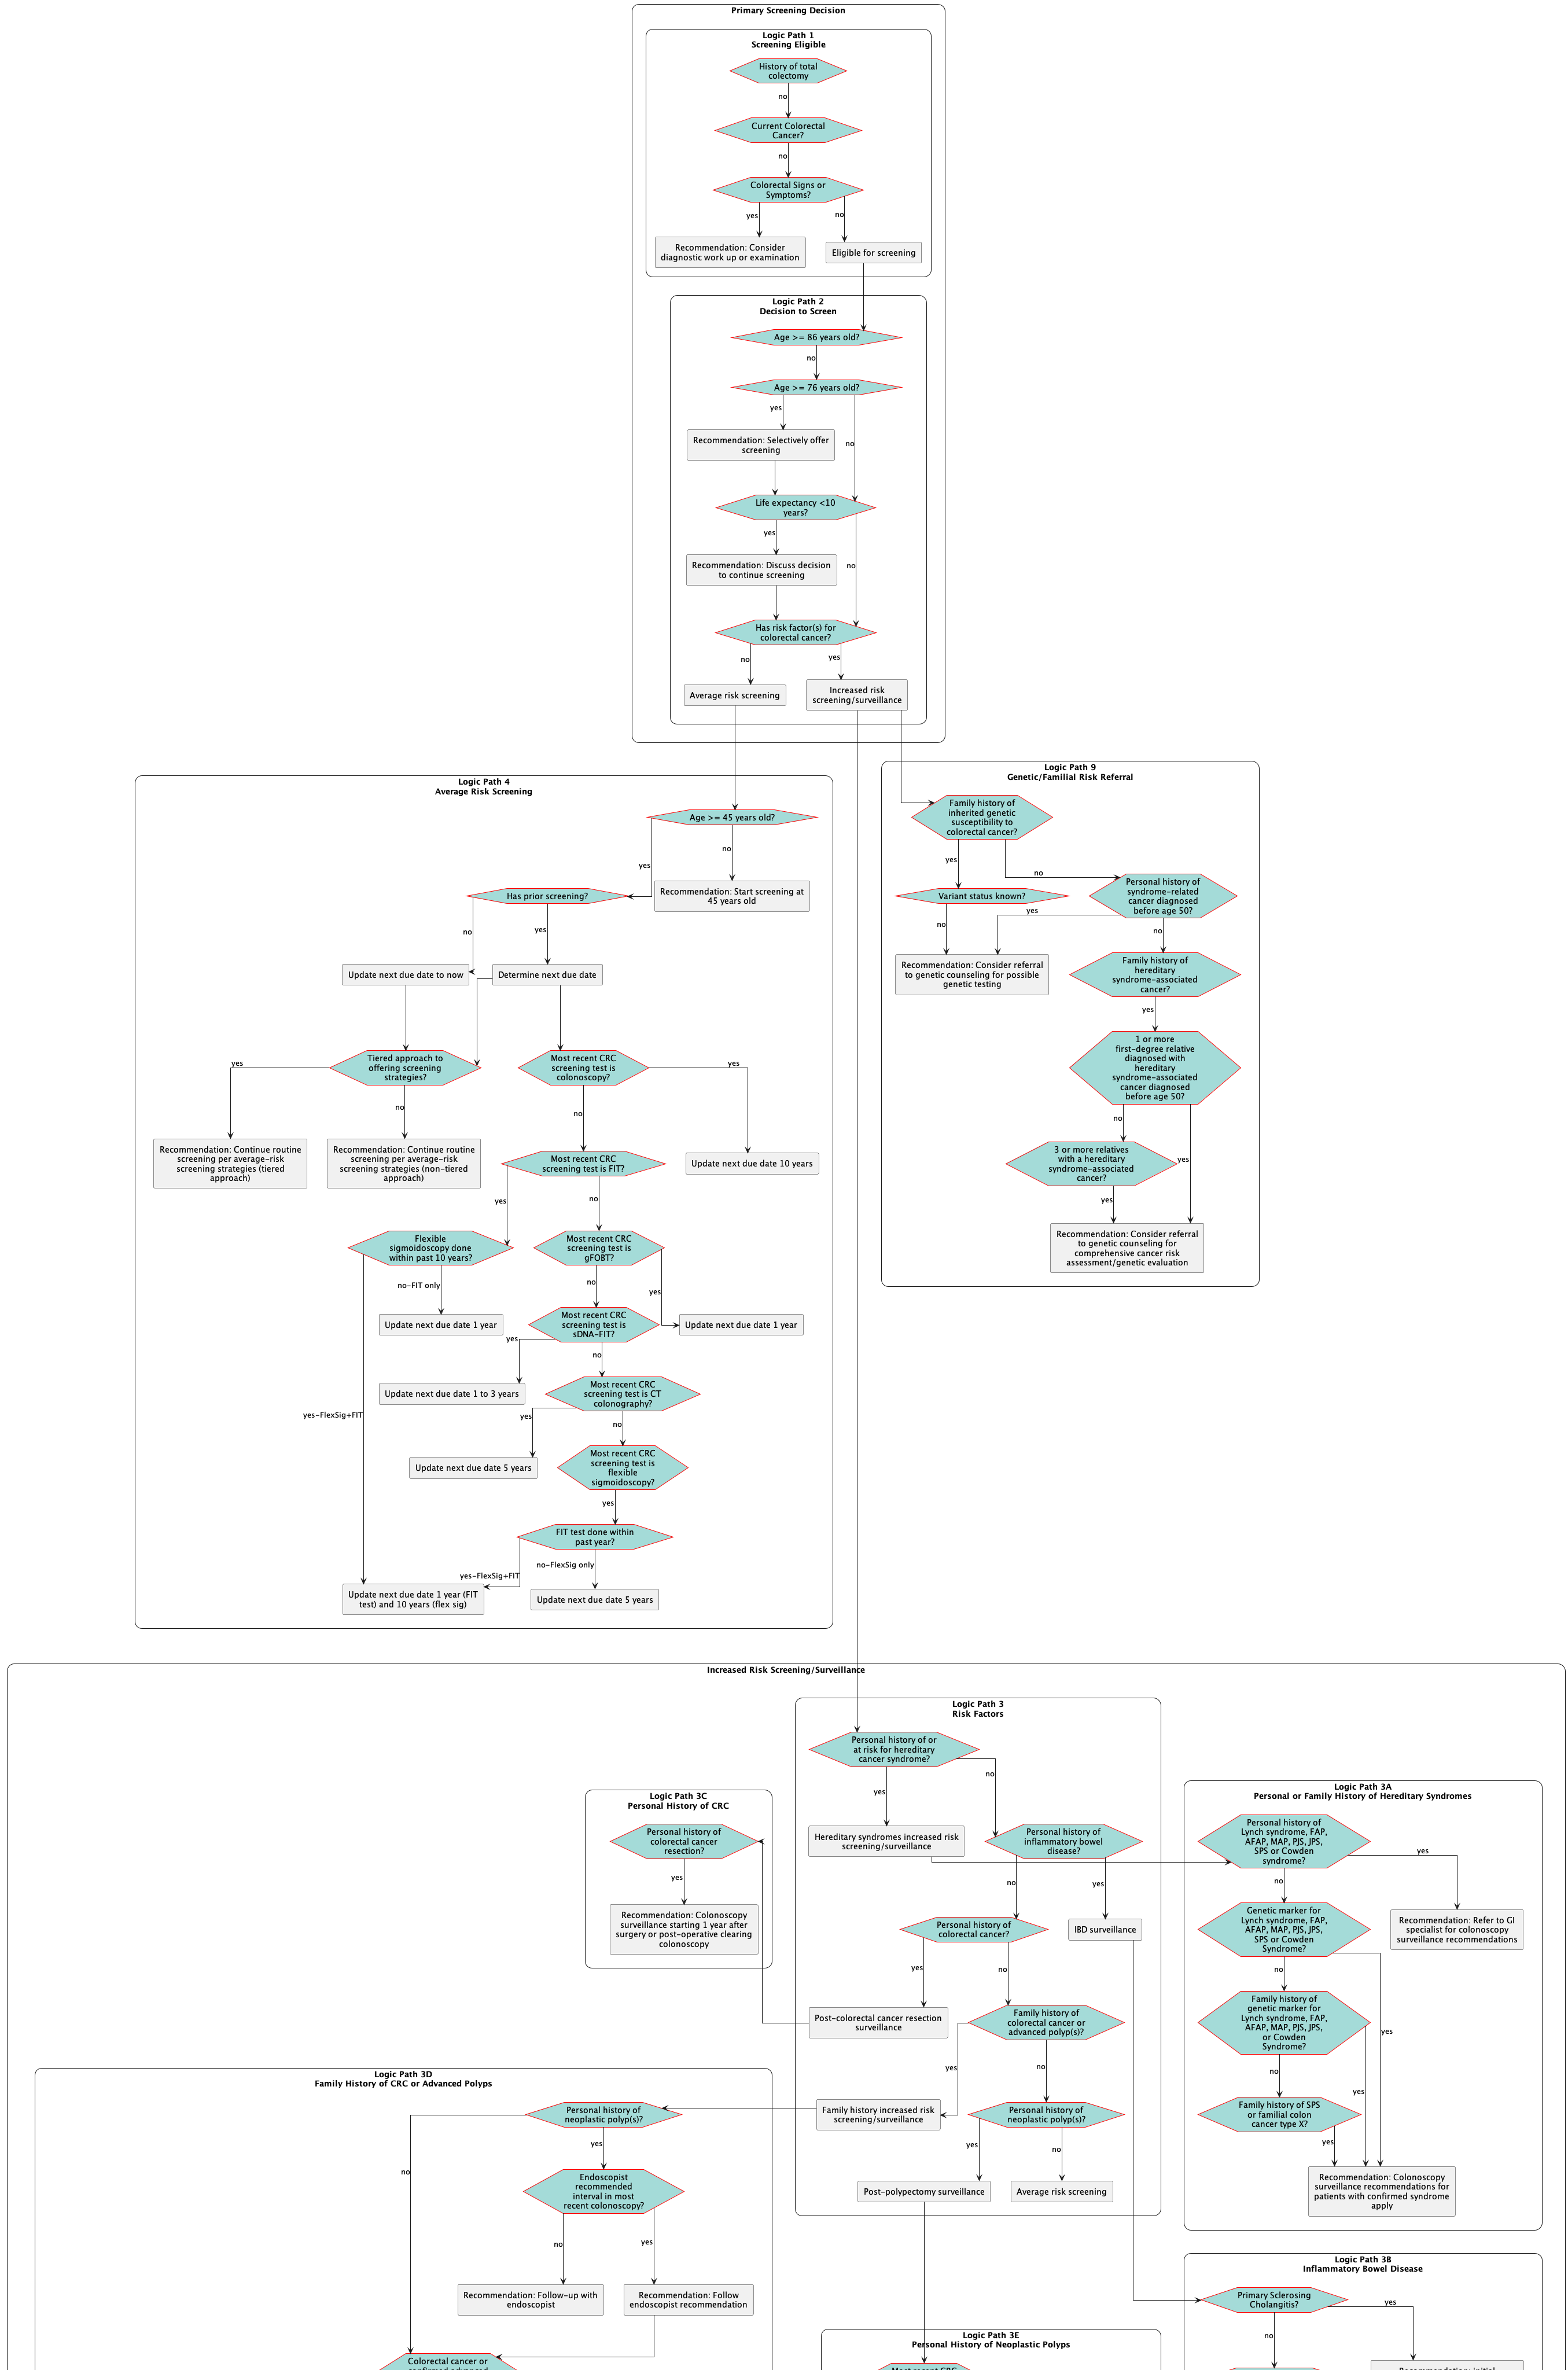 Primary Screening Decision
Logic Path 1
Screening Eligible
History of total
colectomy
no
Current Colorectal
Cancer?
no
Colorectal Signs or
Symptoms?
yes
no
Recommendation: Consider
diagnostic work up or examination
Eligible for screening
Logic Path 2
Decision to Screen
Age >= 86 years old?
no
Age >= 76 years old?
yes
no
Recommendation: Selectively offer
screening
Life expectancy <10
years?
yes
no
Recommendation: Discuss decision
to continue screening
Has risk factor(s) for
colorectal cancer?
no
yes
Average risk screening
Increased risk
screening/surveillance
Logic Path 4
Average Risk Screening
Age >= 45 years old?
yes
no
Has prior screening?
Recommendation: Start screening at
45 years old
no
yes
Update next due date to now
Determine next due date
Tiered approach to
offering screening
strategies?
yes
no
Most recent CRC
screening test is
colonoscopy?
yes
no
Recommendation: Continue routine
screening per average-risk
screening strategies (tiered
approach)
Recommendation: Continue routine
screening per average-risk
screening strategies (non-tiered
approach)
Most recent CRC
screening test is FIT?
Update next due date 10 years
yes
no
Flexible
sigmoidoscopy done
within past 10 years?
Most recent CRC
screening test is
gFOBT?
no-FIT only
no
yes
Update next due date 1 year
Most recent CRC
screening test is
sDNA-FIT?
Update next due date 1 year
yes
no
Update next due date 1 to 3 years
Most recent CRC
screening test is CT
colonography?
yes-FlexSig+FIT
yes
no
Update next due date 5 years
Most recent CRC
screening test is
flexible
sigmoidoscopy?
yes
FIT test done within
past year?
no-FlexSig only
yes-FlexSig+FIT
Update next due date 1 year (FIT
test) and 10 years (flex sig)
Update next due date 5 years
Logic Path 9
Genetic/Familial Risk Referral
Family history of
inherited genetic
susceptibility to
colorectal cancer?
yes
no
Variant status known?
Personal history of
syndrome-related
cancer diagnosed
before age 50?
no
yes
no
Recommendation: Consider referral
to genetic counseling for possible
genetic testing
Family history of
hereditary
syndrome-associated
cancer?
yes
1 or more
first-degree relative
diagnosed with
hereditary
syndrome-associated
cancer diagnosed
before age 50?
no
yes
3 or more relatives
with a hereditary
syndrome-associated
cancer?
yes
Recommendation: Consider referral
to genetic counseling for
comprehensive cancer risk
assessment/genetic evaluation
Increased Risk Screening/Surveillance
Logic Path 3
Risk Factors
Personal history of or
at risk for hereditary
cancer syndrome?
yes
no
Hereditary syndromes increased risk
screening/surveillance
Personal history of
inflammatory bowel
disease?
no
yes
Personal history of
colorectal cancer?
IBD surveillance
yes
no
Post-colorectal cancer resection
surveillance
Family history of
colorectal cancer or
advanced polyp(s)?
yes
no
Family history increased risk
screening/surveillance
Personal history of
neoplastic polyp(s)?
yes
no
Post-polypectomy surveillance
Average risk screening
Logic Path 3C
Personal History of CRC
Personal history of
colorectal cancer
resection?
yes
Recommendation: Colonoscopy
surveillance starting 1 year after
surgery or post-operative clearing
colonoscopy
Logic Path 3A
Personal or Family History of Hereditary Syndromes
Personal history of
Lynch syndrome, FAP,
AFAP, MAP, PJS, JPS,
SPS or Cowden
syndrome?
yes
no
Genetic marker for
Lynch syndrome, FAP,
AFAP, MAP, PJS, JPS,
SPS or Cowden
Syndrome?
Recommendation: Refer to GI
specialist for colonoscopy
surveillance recommendations
no
yes
Family history of
genetic marker for
Lynch syndrome, FAP,
AFAP, MAP, PJS, JPS,
or Cowden
Syndrome?
no
yes
Family history of SPS
or familial colon
cancer type X?
yes
Recommendation: Colonoscopy
surveillance recommendations for
patients with confirmed syndrome
apply
Logic Path 3D
Family History of CRC or Advanced Polyps
Personal history of
neoplastic polyp(s)?
no
yes
Endoscopist
recommended
interval in most
recent colonoscopy?
no
yes
Recommendation: Follow-up with
endoscopist
Recommendation: Follow
endoscopist recommendation
Colorectal cancer or
Logic Path 3B
Inflammatory Bowel Disease
Primary Sclerosing
Cholangitis?
yes
no
Logic Path 3E
Personal History of Neoplastic Polyps